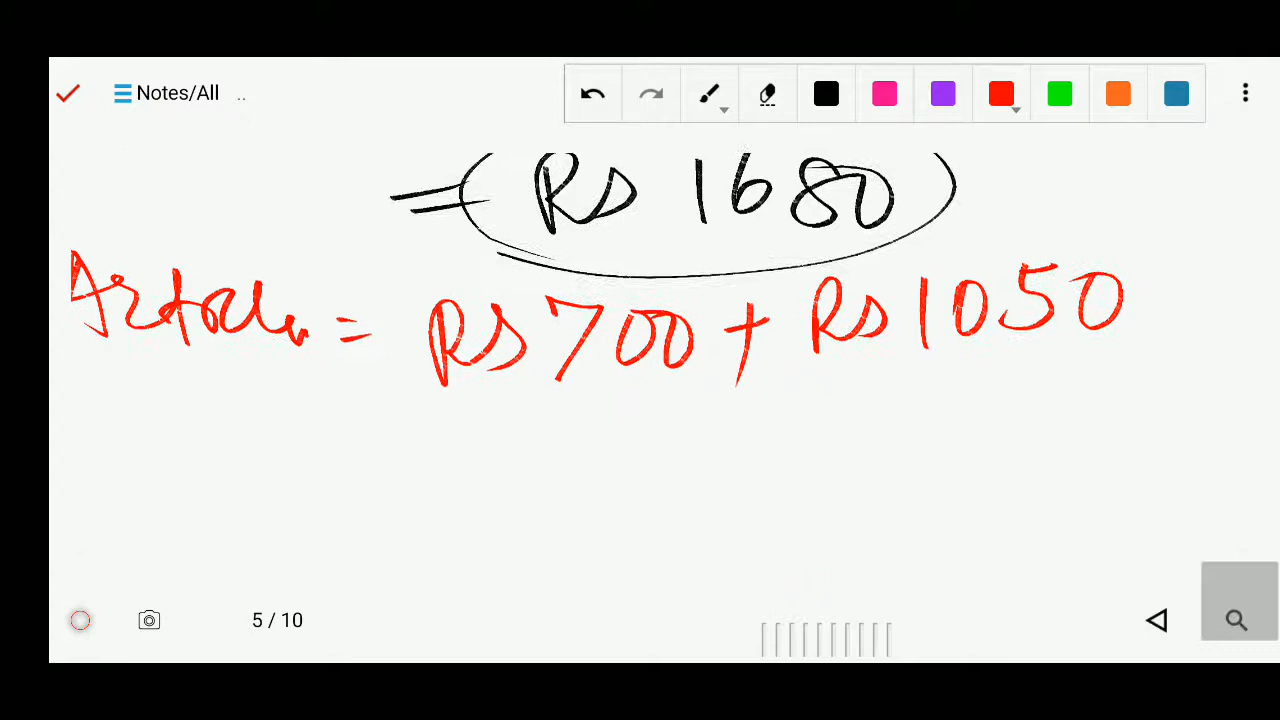 Notes/All ..
= (Rs 1680)
= Rs 700 + Rs 1050
5 / 10